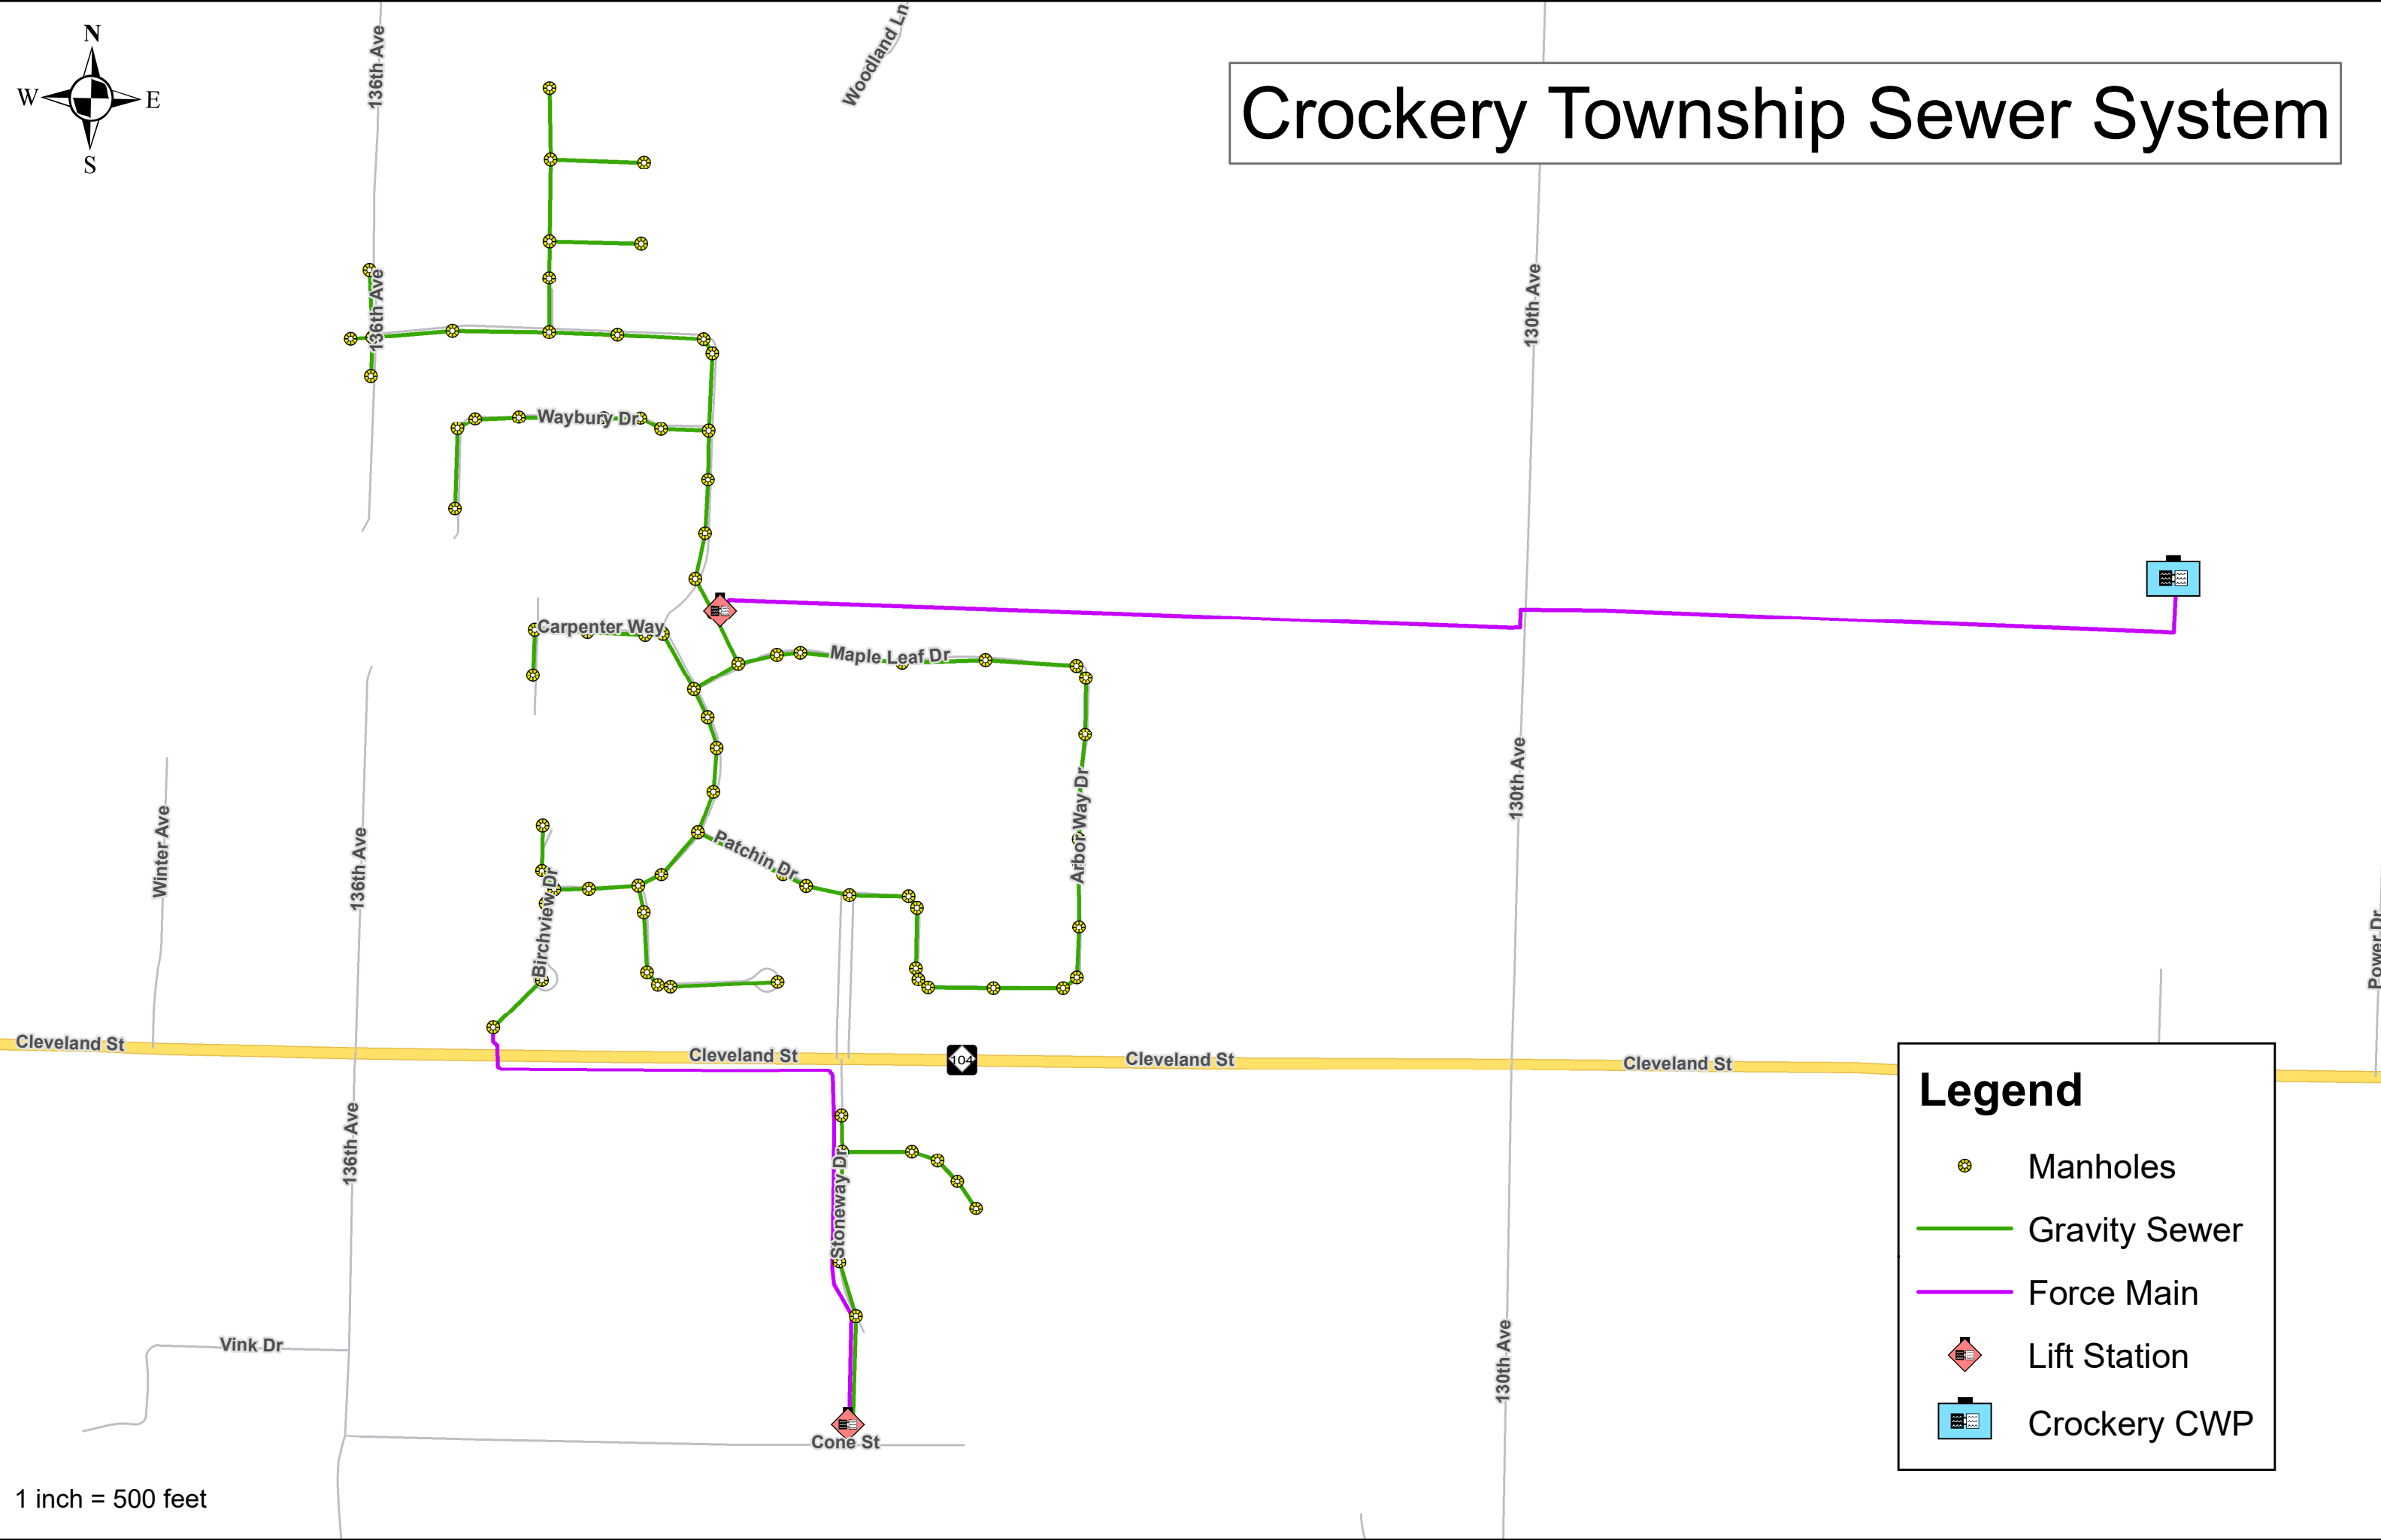 N
W
E
S
136th Ave
Woodland Ln
Crockery Township Sewer System
136th Ave
130th Ave
Waybury Dr
Carpenter Way
Maple Leaf Dr
130th Ave
Arbor Way Dr
Winter Ave
136th Ave
Patchin Dr
Birchview Dr
Power Dr
Cleveland St
Cleveland St
104
Cleveland St
Cleveland St
136th Ave
Stoneway Dr
Vink Dr
130th Ave
Cone St
Legend
Manholes
Gravity Sewer
Force Main
Lift Station
Crockery CWP
1 inch = 500 feet